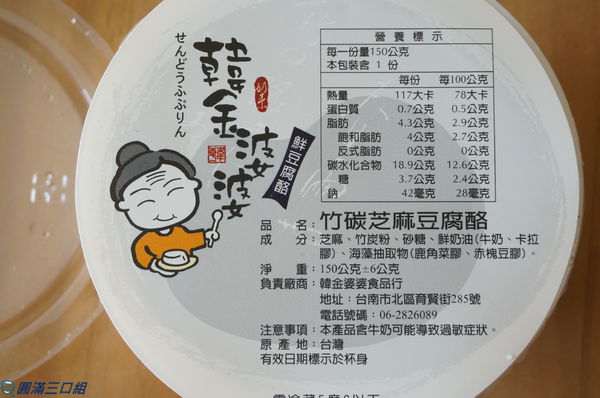 韓金婆婆
奶素
せんどうふぷりん
鮮豆腐酪
營養標示
每一份量150公克
本包裝含 1 份
每份 每100公克
熱量 117大卡 78大卡
蛋白質 0.7公克 0.5公克
脂肪 4.3公克 2.9公克
飽和脂肪 4公克 2.7公克
反式脂肪 0公克 0公克
碳水化合物 18.9公克 12.6公克
糖 3.7公克 2.4公克
鈉 42毫克 28毫克
品名:竹碳芝麻豆腐酪
成分:芝麻、竹炭粉、砂糖、鮮奶油(牛奶、卡拉
膠)、海藻抽取物(鹿角菜膠、赤槐豆膠)。
淨重:150公克±6公克
負責廠商:韓金婆婆食品行
地址:台南市北區育賢街285號
電話號碼:06-2826089
注意事項:本產品含牛奶可能導致過敏症狀。
原產地:台灣
有效日期標示於杯身
圓滿三口組